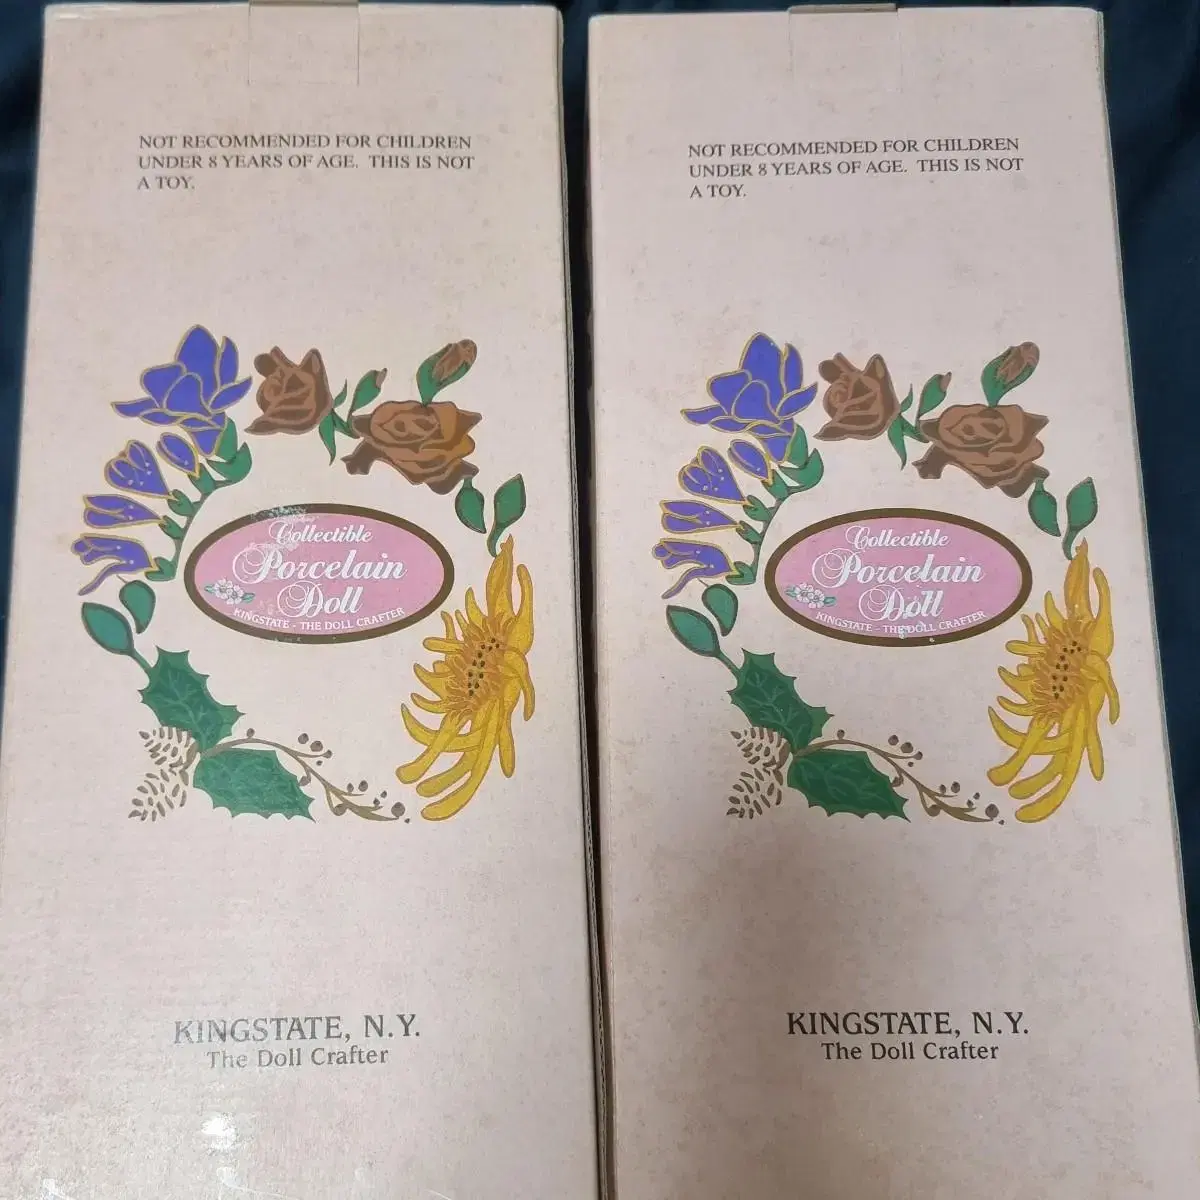 NOT RECOMMENDED FOR CHILDREN
UNDER 8 YEARS OF AGE. THIS IS NOT
A TOY.
Collectible
Porcelain
Doll
KINGSTATE - THE DOLL CRAFTER
KINGSTATE, N.Y.
The Doll Crafter
NOT RECOMMENDED FOR CHILDREN
UNDER 8 YEARS OF AGE. THIS IS NOT
A TOY.
Collectible
Porcelain
Doll
KINGSTATE - THE DOLL CRAFTER
KINGSTATE, N.Y.
The Doll Crafter